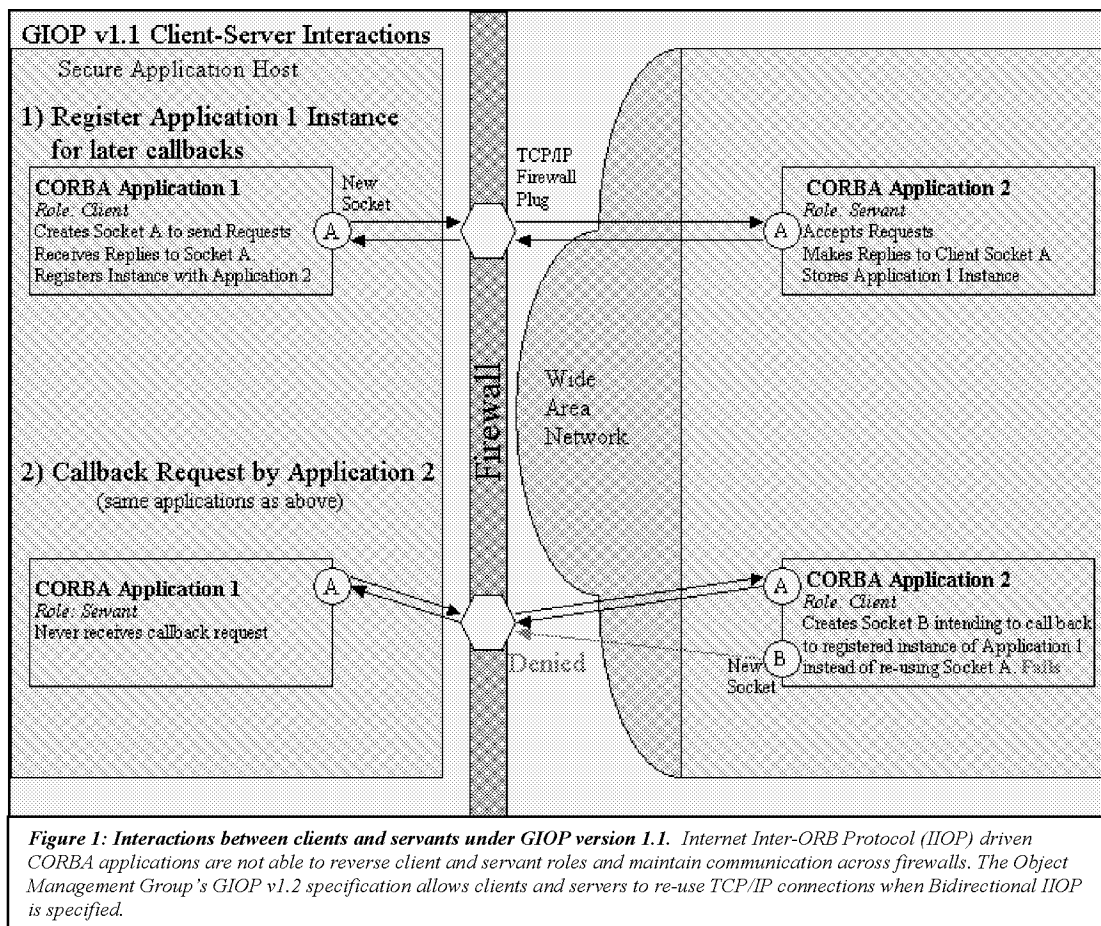 GIOP v1.1 Client-Server Interactions
Secure Application Host
1) Register Application 1 Instance
for later callbacks
CORBA Application 1
Role: Client
Creates Socket A to send Requests
Receives Replies to Socket A.
Registers Instance with Application 2
A
New
Socket
TCP/IP
Firewall
Plug
A
CORBA Application 2
Role: Servant
Accepts Requests
Makes Replies to Client Socket A
Stores Application 1 Instance
Firewall
Wide
Area
Network
2) Callback Request by Application 2
(same applications as above)
CORBA Application 1
Role: Servant
Never receives callback request
A
Denied
A
B
New
Socket
CORBA Application 2
Role: Client
Creates Socket B intending to call back
to registered instance of Application 1
instead of re-using Socket A. Fails
Figure 1: Interactions between clients and servants under GIOP version 1.1. Internet Inter-ORB Protocol (IIOP) driven
CORBA applications are not able to reverse client and servant roles and maintain communication across firewalls. The Object
Management Group's GIOP v1.2 specification allows clients and servers to re-use TCP/IP connections when Bidirectional IIOP
is specified.